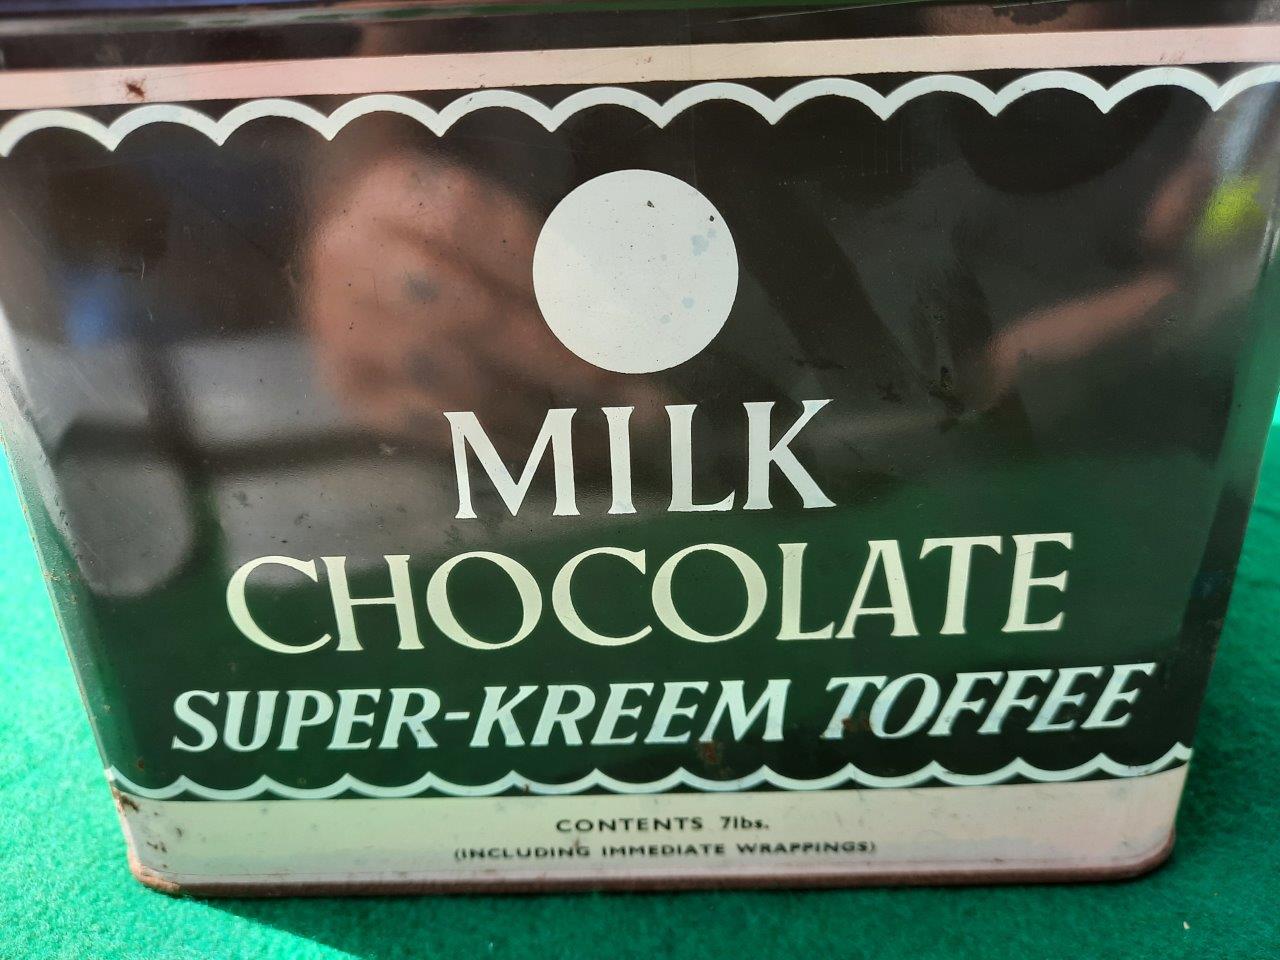 MILK
CHOCOLATE
SUPER-KREEM TOFFEE
CONTENTS 7lbs.
(INCLUDING IMMEDIATE WRAPPINGS)